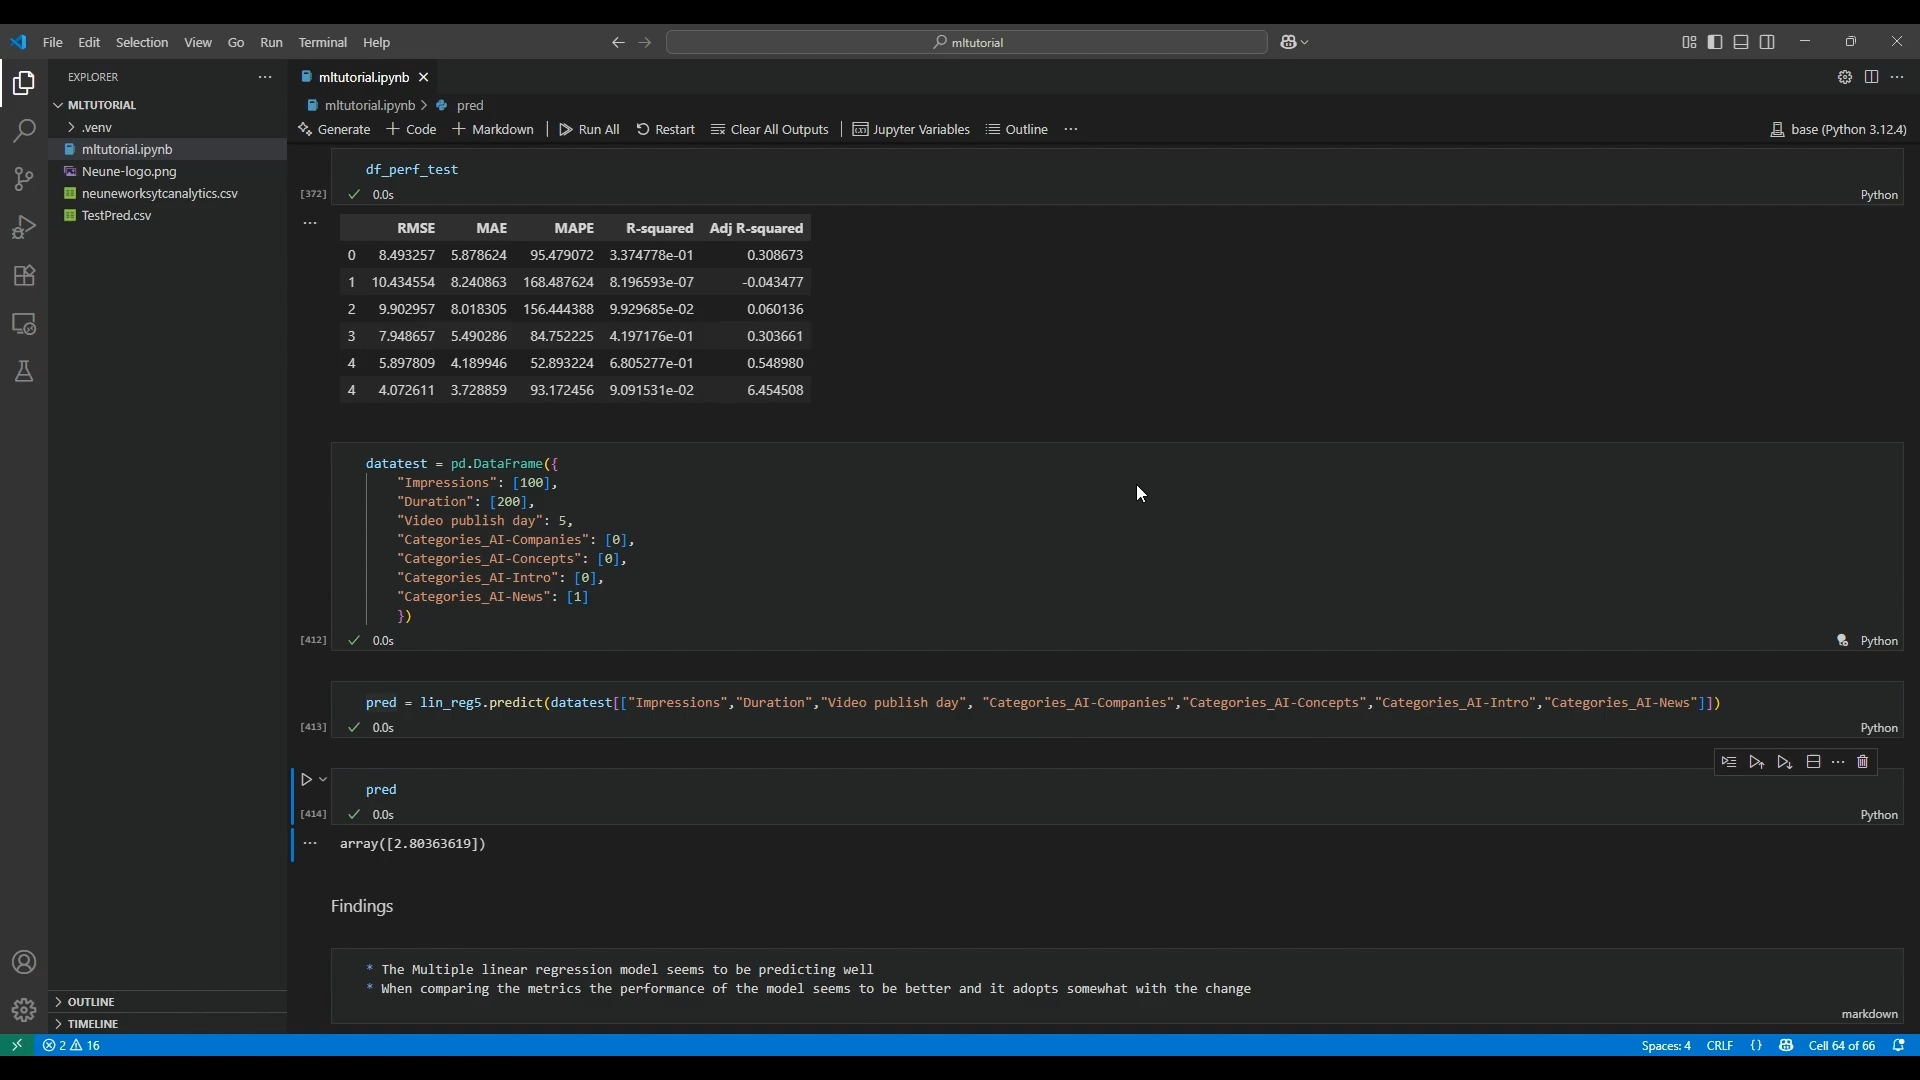 File Edit Selection View Go Run Terminal Help
mltutorial
EXPLORER
MLTUTORIAL
.venv
mltutorial.ipynb
Neune-logo.png
neuneworksytcanalytics.csv
TestPred.csv
OUTLINE
TIMELINE
mltutorial.ipynb
mltutorial.ipynb > pred
Generate + Code + Markdown Run All Restart Clear All Outputs Jupyter Variables Outline ...
base (Python 3.12.4)
df_perf_test
[372] 0.0s Python
RMSE MAE MAPE R-squared Adj R-squared
0 8.493257 5.878624 95.479072 3.374778e-01 0.308673
1 10.434554 8.240863 168.487624 8.196593e-07 -0.043477
2 9.902957 8.018305 156.444388 9.929685e-02 0.060136
3 7.948657 5.490286 84.752225 4.197176e-01 0.303661
4 5.897809 4.189946 52.893224 6.805277e-01 0.548980
4 4.072611 3.728859 93.172456 9.091531e-02 6.454508
datatest = pd.DataFrame({
"Impressions": [100],
"Duration": [200],
"Video publish day": 5,
"Categories_AI-Companies": [0],
"Categories_AI-Concepts": [0],
"Categories_AI-Intro": [0],
"Categories_AI-News": [1]
})
[412] 0.0s Python
pred = lin_reg5.predict(datatest[["Impressions","Duration","Video publish day", "Categories_AI-Companies","Categories_AI-Concepts","Categories_AI-Intro","Categories_AI-News"]])
[413] 0.0s Python
pred
[414] 0.0s Python
array([2.80363619])
Findings
* The Multiple linear regression model seems to be predicting well
* When comparing the metrics the performance of the model seems to be better and it adopts somewhat with the change
markdown
2 16 Spaces: 4 CRLF {} Cell 64 of 66